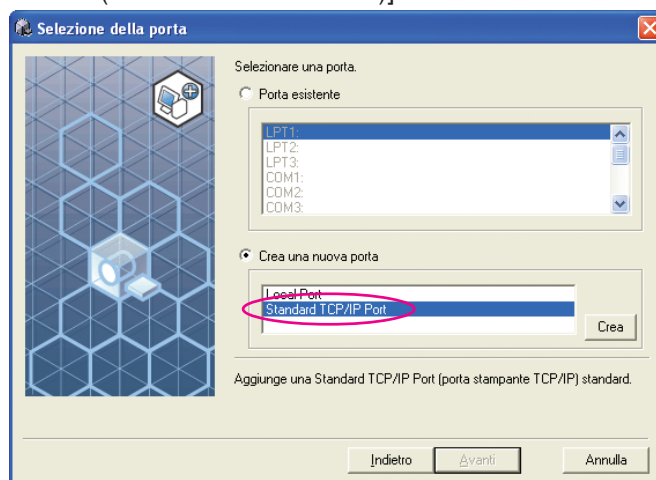 Selezione della porta
Selezionare una porta.
Porta esistente
LPT1:
LPT2:
LPT3:
COM1:
COM2:
COM3:
Crea una nuova porta
Local Port
Standard TCP/IP Port
Crea
Aggiunge una Standard TCP/IP Port (porta stampante TCP/IP) standard.
Indietro Avanti Annulla